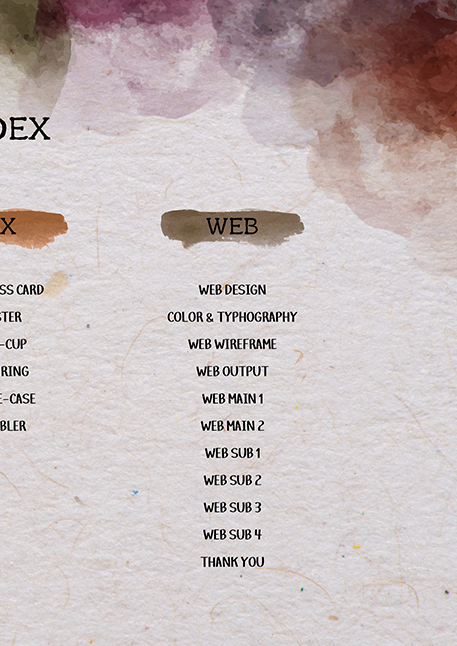 DEX
X
SS CARD
STER
-CUP
RING
E-CASE
BLER
WEB
WEB DESIGN
COLOR & TYPHOGRAPHY
WEB WIREFRAME
WEB OUTPUT
WEB MAIN 1
WEB MAIN 2
WEB SUB 1
WEB SUB 2
WEB SUB 3
WEB SUB 4
THANK YOU